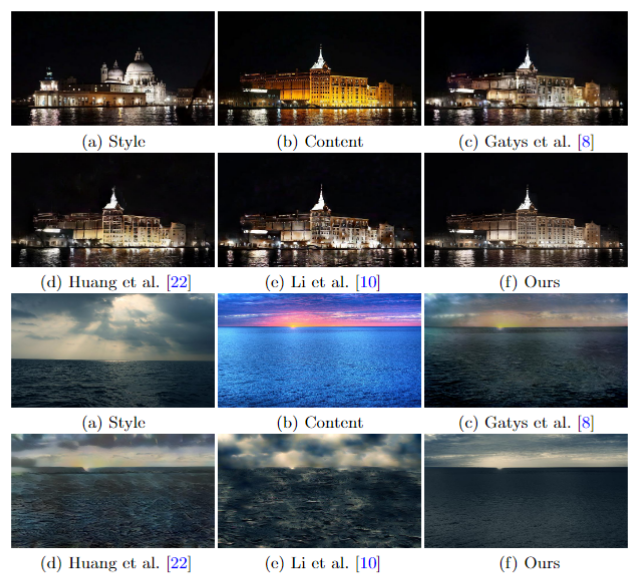 (a) Style (b) Content (c) Gatys et al. [8]
(d) Huang et al. [22] (e) Li et al. [10] (f) Ours
(a) Style (b) Content (c) Gatys et al. [8]
(d) Huang et al. [22] (e) Li et al. [10] (f) Ours